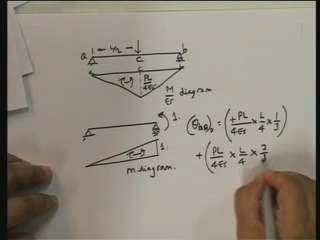 1 — L/2 —
a c b
c
PL/4EI
M/EI diagram
1.
1.
m diagram.
(θab)b = (+PL/4EI × L/4 × 1/3)
+ (PL/4EI × L/4 × 2/3